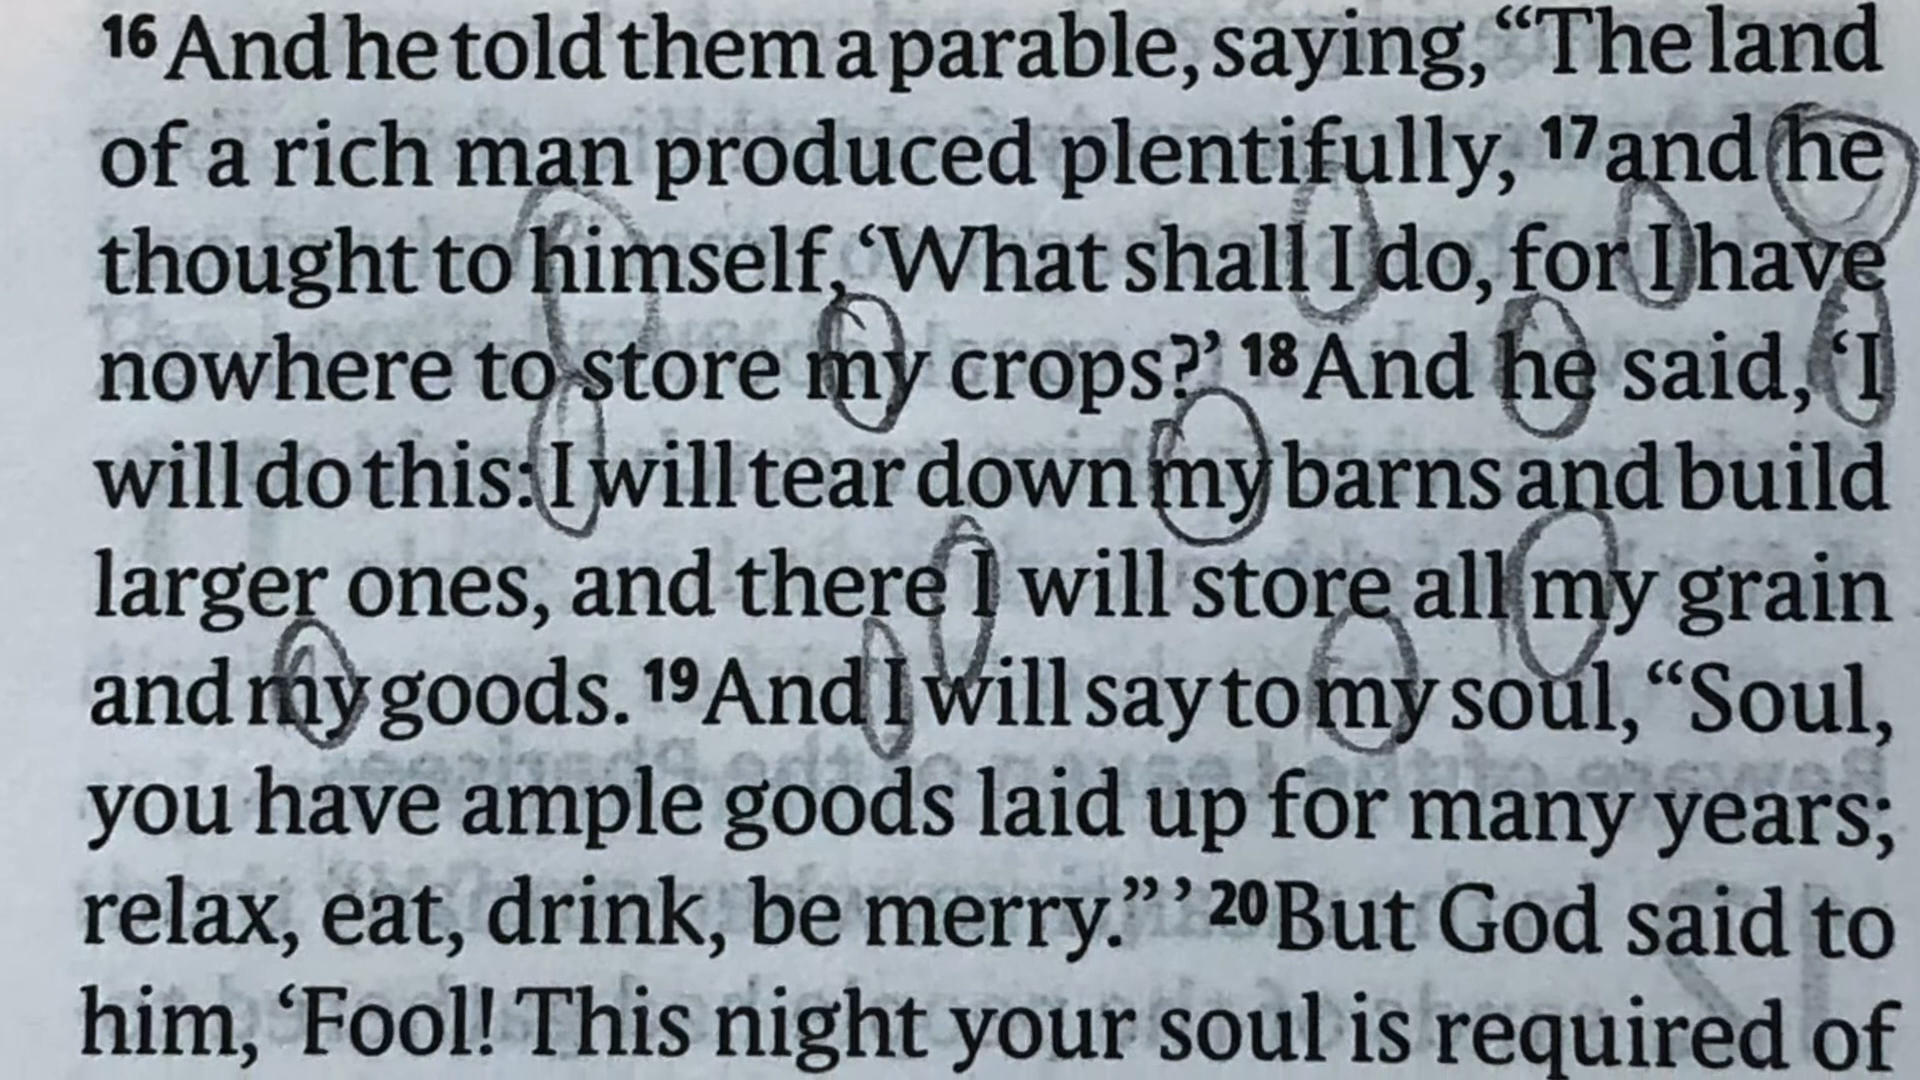 16 And he told them a parable, saying, “The land
of a rich man produced plentifully, 17 and he
thought to himself, ‘What shall I do, for I have
nowhere to store my crops?’ 18 And he said, ‘I
will do this: I will tear down my barns and build
larger ones, and there I will store all my grain
and my goods. 19 And I will say to my soul, “Soul,
you have ample goods laid up for many years;
relax, eat, drink, be merry.”’ 20 But God said to
him, ‘Fool! This night your soul is required of